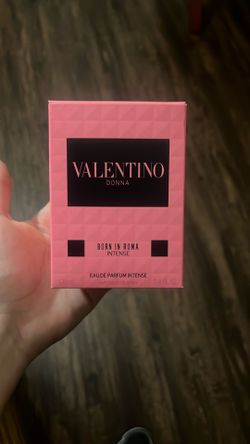 VALENTINO
DONNA
BORN IN ROMA
INTENSE
EAU DE PARFUM INTENSE